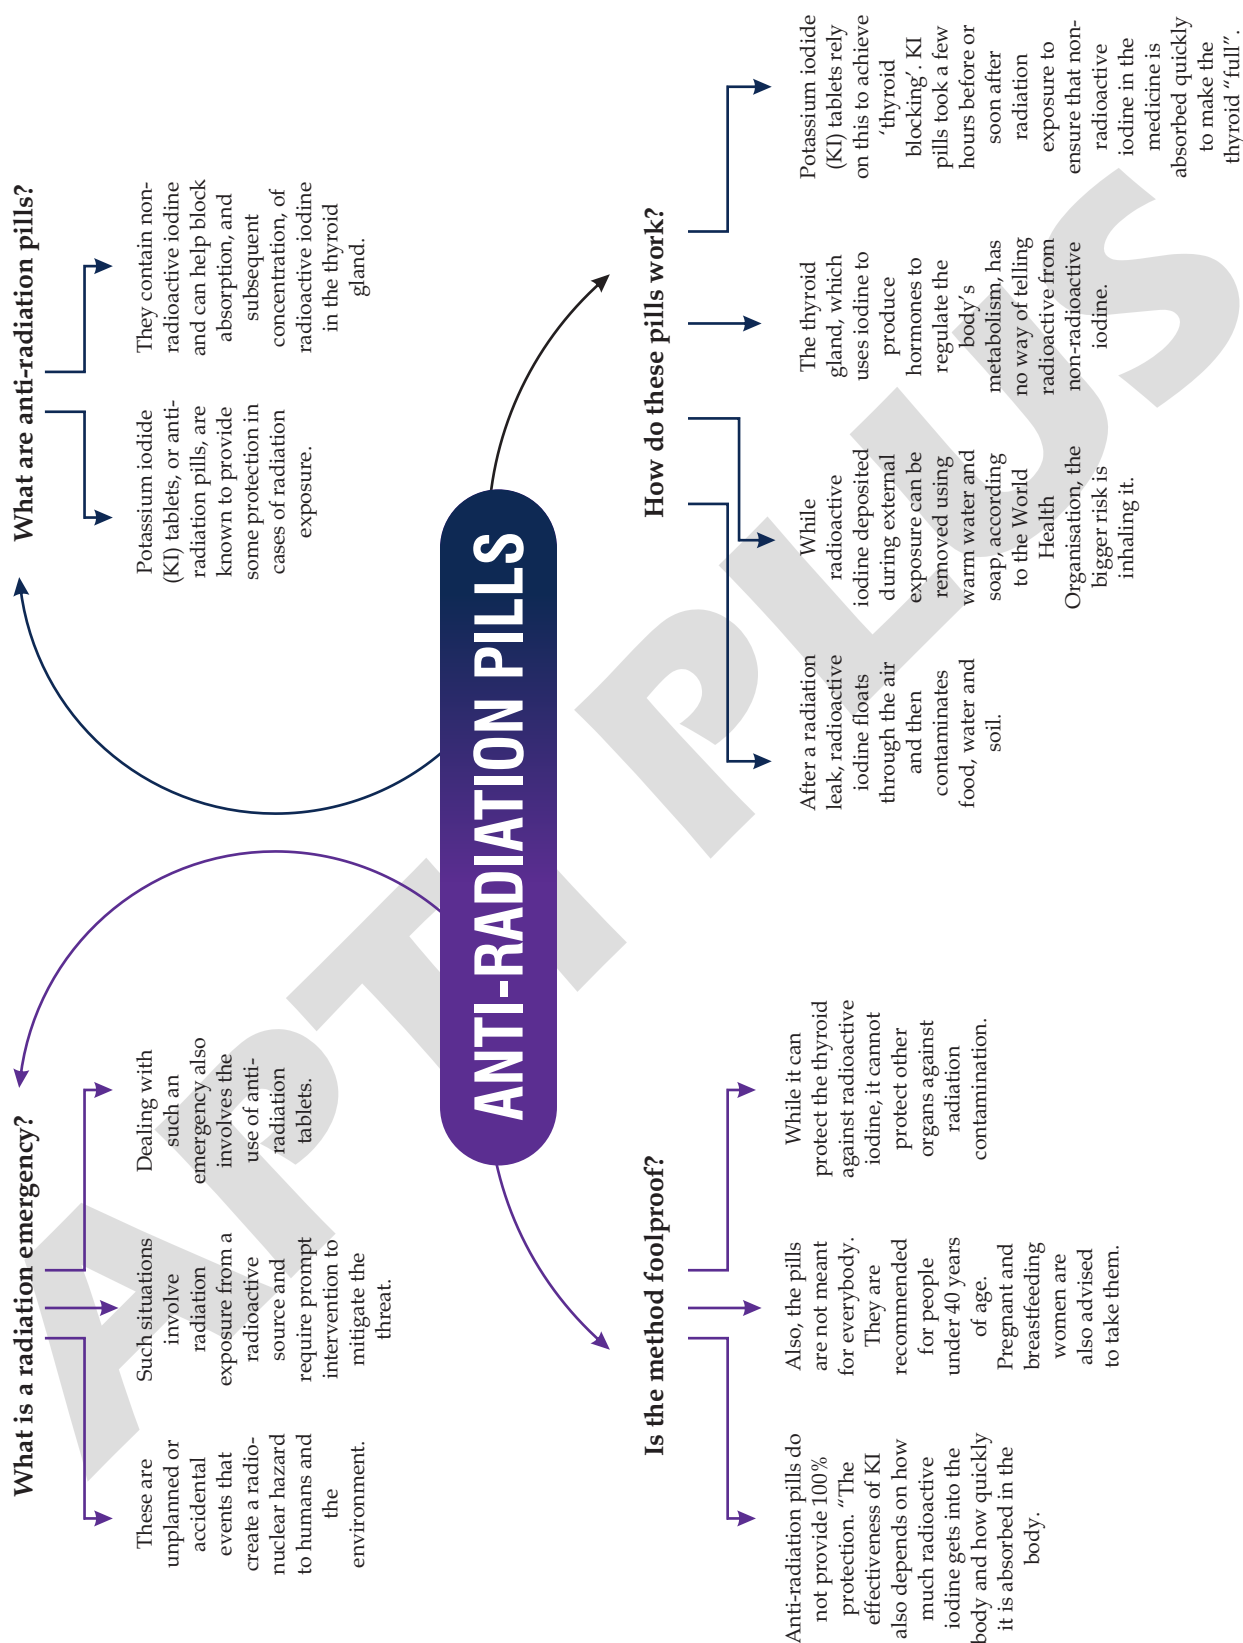 What is a radiation emergency?
These are
unplanned or
accidental
events that
create a radio-
nuclear hazard
to humans and
the
environment.
Such situations
involve
radiation
exposure from a
radioactive
source and
require prompt
intervention to
mitigate the
threat.
Dealing with
such an
emergency also
involves the
use of anti-
radiation
tablets.
What are anti-radiation pills?
Potassium iodide
(KI) tablets, or anti-
radiation pills, are
known to provide
some protection in
cases of radiation
exposure.
They contain non-
radioactive iodine
and can help block
absorption, and
subsequent
concentration, of
radioactive iodine
in the thyroid
gland.
ANTI-RADIATION PILLS
Is the method foolproof?
Anti-radiation pills do
not provide 100%
protection. “The
effectiveness of KI
also depends on how
much radioactive
iodine gets into the
body and how quickly
it is absorbed in the
body.
Also, the pills
are not meant
for everybody.
They are
recommended
for people
under 40 years
of age.
Pregnant and
breastfeeding
women are
also advised
to take them.
While it can
protect the thyroid
against radioactive
iodine, it cannot
protect other
organs against
radiation
contamination.
How do these pills work?
After a radiation
leak, radioactive
iodine floats
through the air
and then
contaminates
food, water and
soil.
While
radioactive
iodine deposited
during external
exposure can be
removed using
warm water and
soap, according
to the World
Health
Organisation, the
bigger risk is
inhaling it.
The thyroid
gland, which
uses iodine to
produce
hormones to
regulate the
body’s
metabolism, has
no way of telling
radioactive from
non-radioactive
iodine.
Potassium iodide
(KI) tablets rely
on this to achieve
‘thyroid
blocking’. KI
pills took a few
hours before or
soon after
radiation
exposure to
ensure that non-
radioactive
iodine in the
medicine is
absorbed quickly
to make the
thyroid “full”.
APTI PLUS